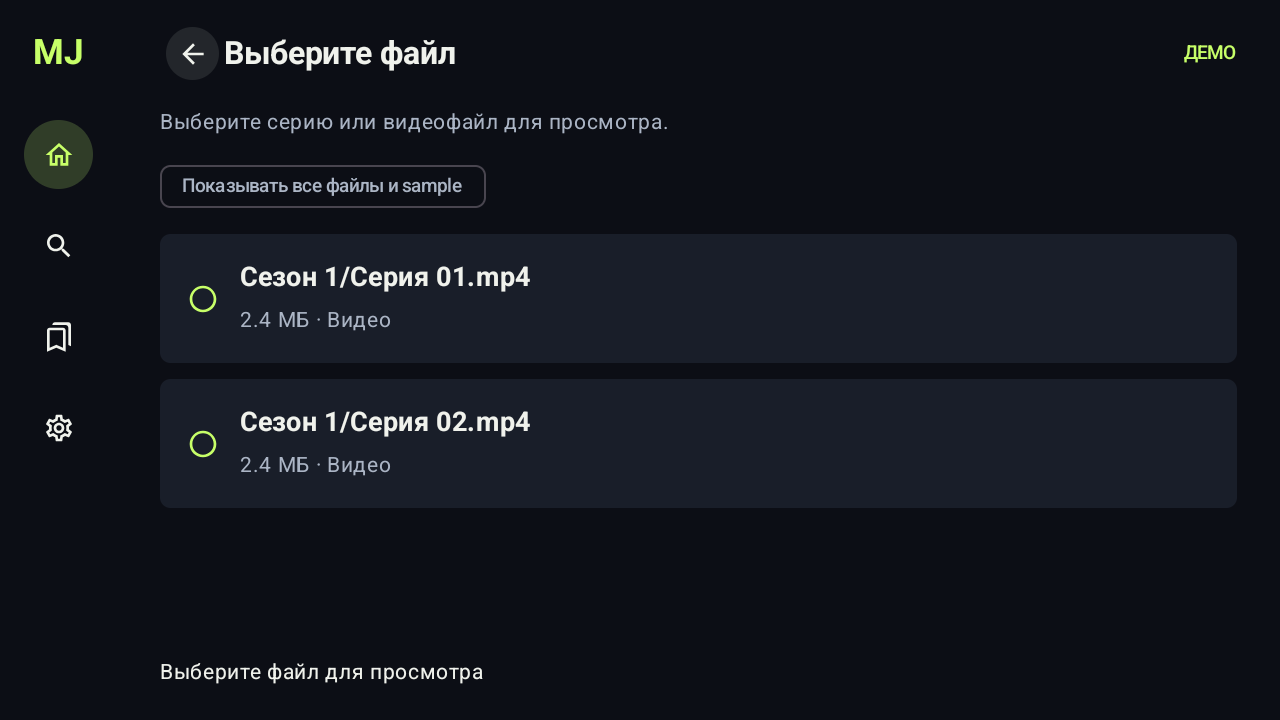 MJ
Выберите файл
ДЕМО
Выберите серию или видеофайл для просмотра.
Показывать все файлы и sample
Сезон 1/Серия 01.mp4
2.4 МБ · Видео
Сезон 1/Серия 02.mp4
2.4 МБ · Видео
Выберите файл для просмотра